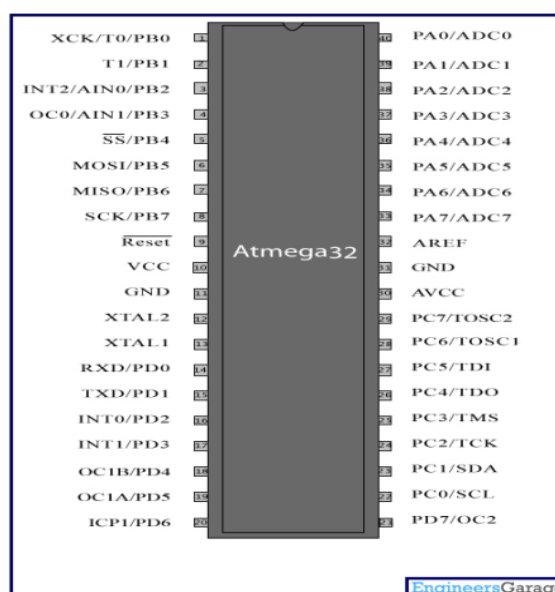 XCK/T0/PB0
1
T1/PB1
2
INT2/AIN0/PB2
3
OC0/AIN1/PB3
4
SS/PB4
5
MOSI/PB5
6
MISO/PB6
7
SCK/PB7
8
Reset
9
VCC
10
GND
11
XTAL2
12
XTAL1
13
RXD/PD0
14
TXD/PD1
15
INT0/PD2
16
INT1/PD3
17
OC1B/PD4
18
OC1A/PD5
19
ICP1/PD6
20
Atmega32
40
PA0/ADC0
39
PA1/ADC1
38
PA2/ADC2
37
PA3/ADC3
36
PA4/ADC4
35
PA5/ADC5
34
PA6/ADC6
33
PA7/ADC7
32
AREF
31
GND
30
AVCC
29
PC7/TOSC2
28
PC6/TOSC1
27
PC5/TDI
26
PC4/TDO
25
PC3/TMS
24
PC2/TCK
23
PC1/SDA
22
PC0/SCL
21
PD7/OC2
EngineersGarage